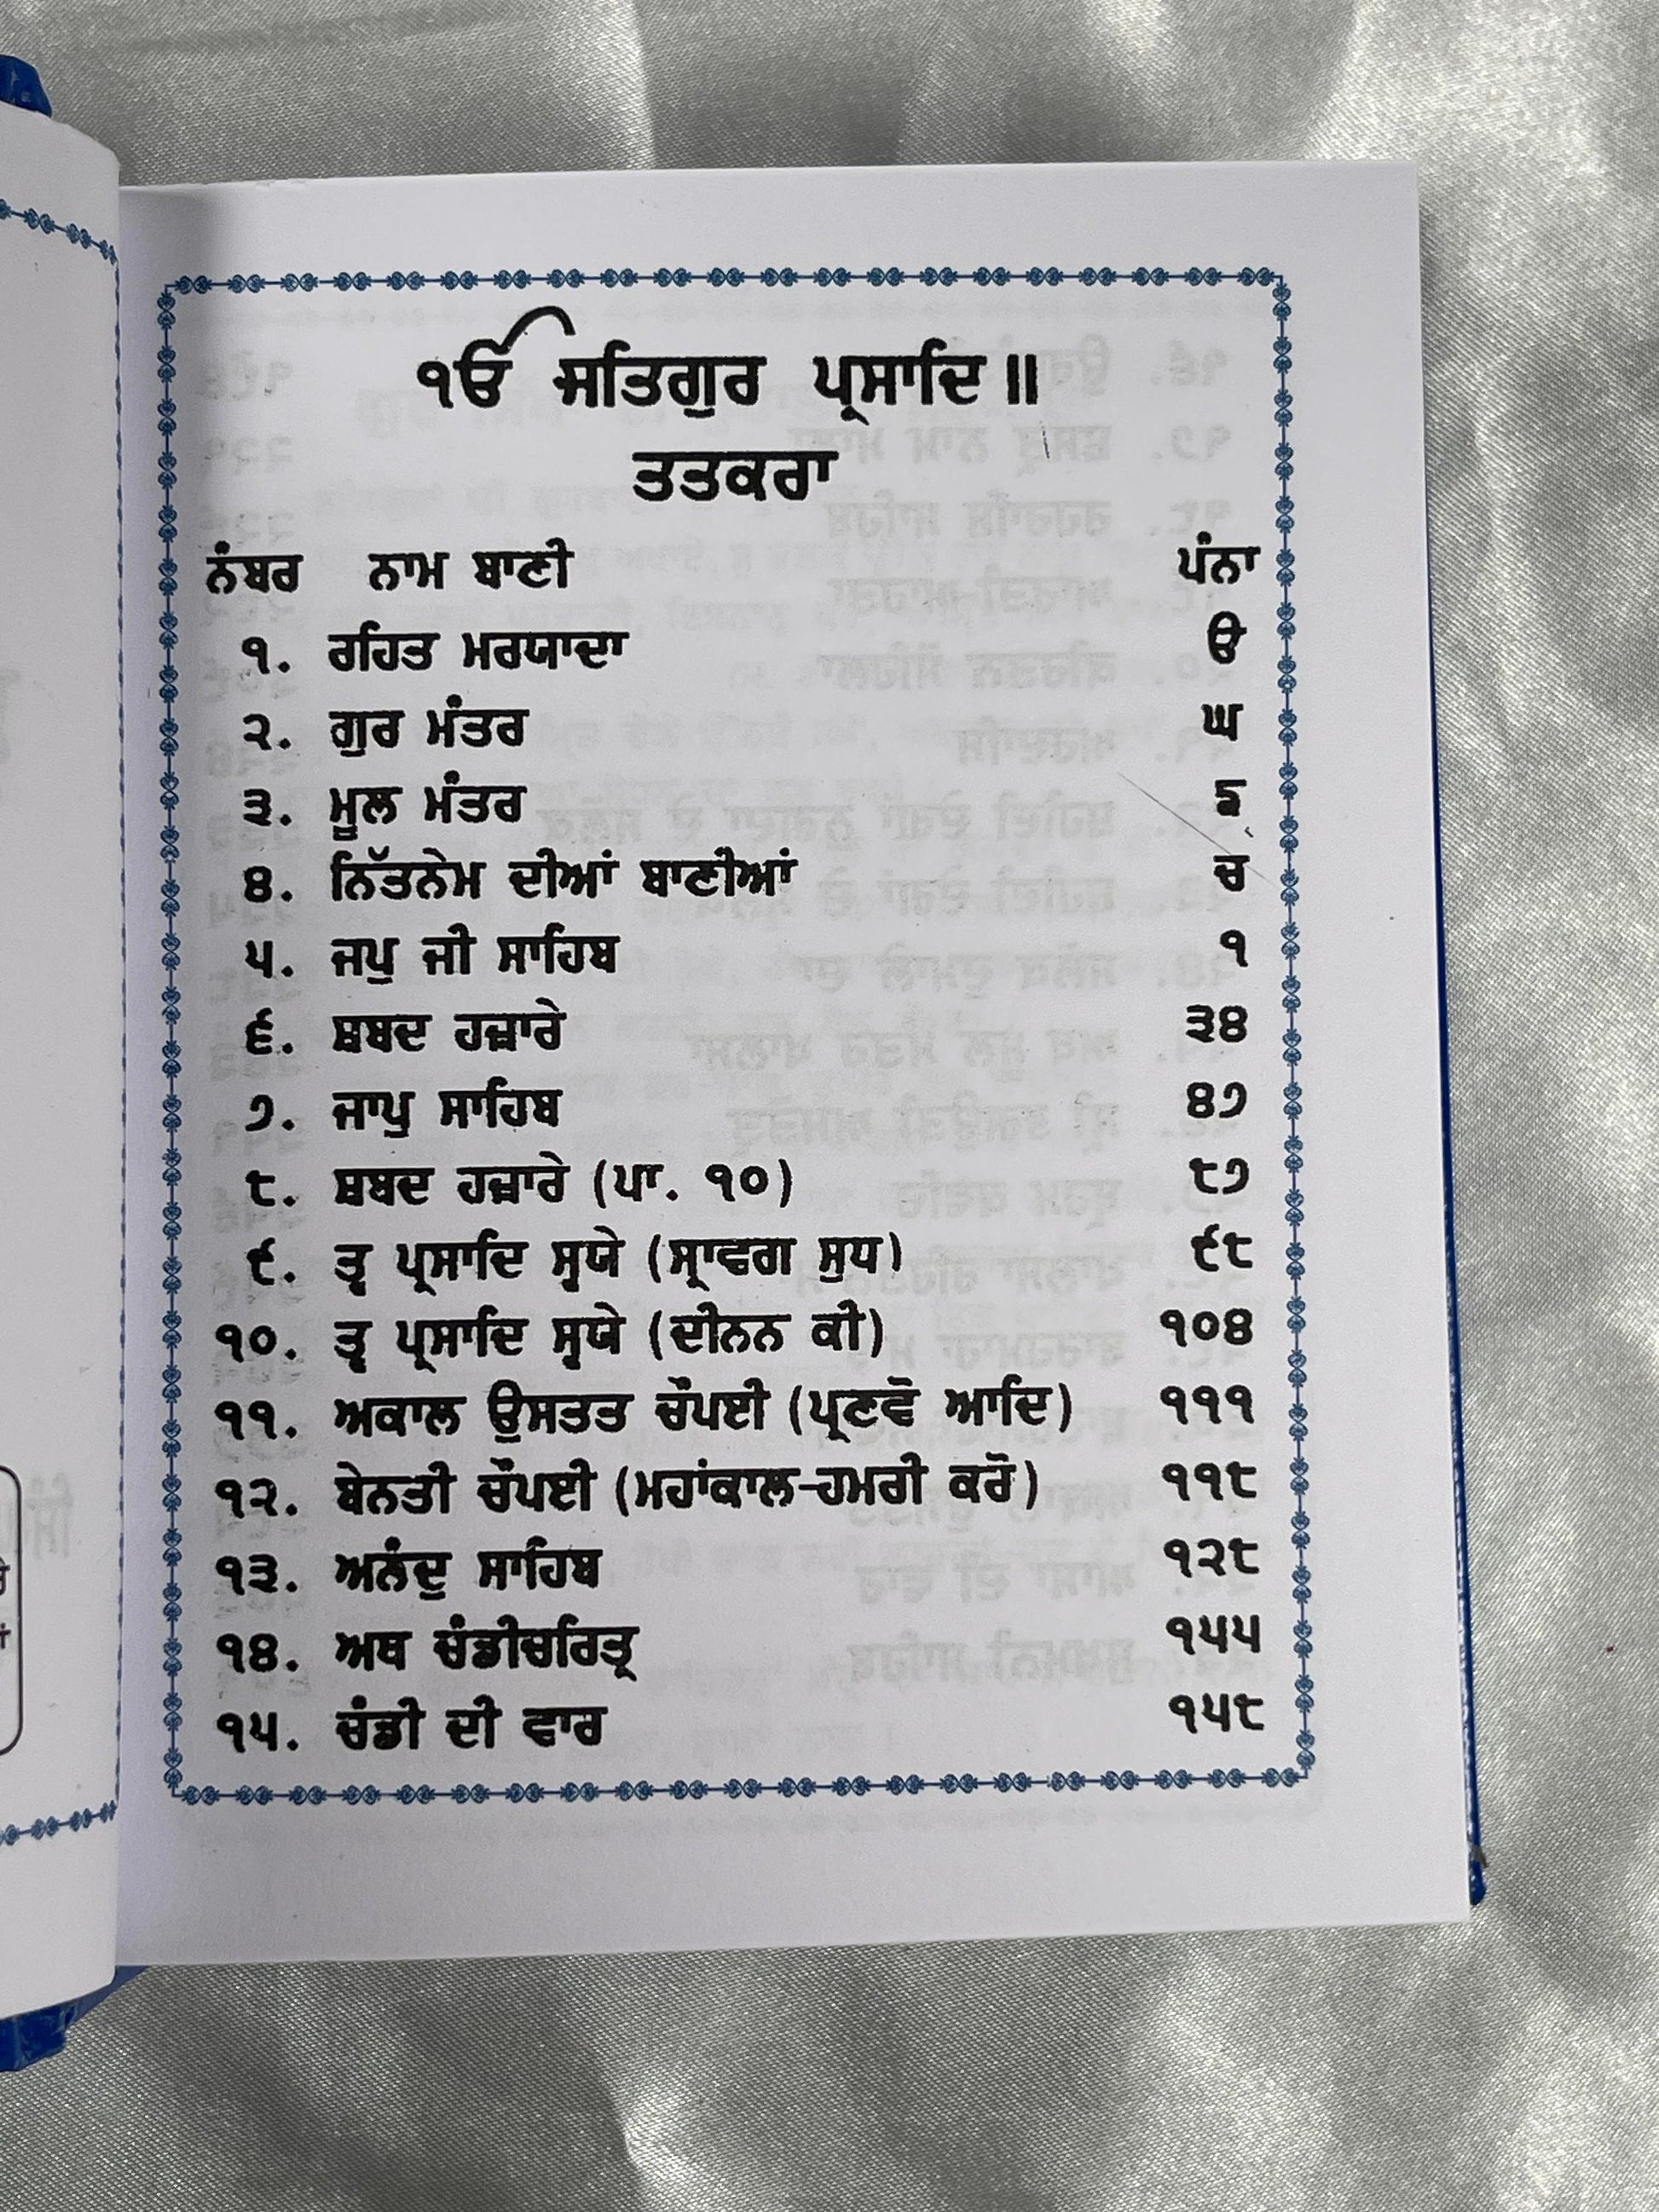 ੴ ਸਤਿਗੁਰ ਪ੍ਰਸਾਦਿ॥
ਤਤਕਰਾ
ਨੰਬਰ ਨਾਮ ਬਾਣੀ ਪੰਨਾ
੧. ਰਹਿਤ ਮਰਯਾਦਾ ੳ
੨. ਗੁਰ ਮੰਤਰ ਘ
੩. ਮੂਲ ਮੰਤਰ ਙ
੪. ਨਿੱਤਨੇਮ ਦੀਆਂ ਬਾਣੀਆਂ ਚ
੫. ਜਪੁ ਜੀ ਸਾਹਿਬ ੧
੬. ਸ਼ਬਦ ਹਜ਼ਾਰੇ ੩੪
੭. ਜਾਪੁ ਸਾਹਿਬ ੪੭
੮. ਸ਼ਬਦ ਹਜ਼ਾਰੇ (ਪਾ. ੧੦) ੮੭
੯. ਤ੍ਵ ਪ੍ਰਸਾਦਿ ਸ੍ਵਯੇ (ਸ੍ਰਾਵਗ ਸੁਧ) ੯੮
੧੦. ਤ੍ਵ ਪ੍ਰਸਾਦਿ ਸ੍ਵਯੇ (ਦੀਨਨ ਕੀ) ੧੦੪
੧੧. ਅਕਾਲ ਉਸਤਤ ਚੌਪਈ (ਪ੍ਰਣਵੋ ਆਦਿ) ੧੧੧
੧੨. ਬੇਨਤੀ ਚੌਪਈ (ਮਹਾਂਕਾਲ-ਹਮਰੀ ਕਰੋ) ੧੧੮
੧੩. ਅਨੰਦੁ ਸਾਹਿਬ ੧੨੮
੧੪. ਅਥ ਚੰਡੀਚਰਿਤ੍ਰ ੧੫੫
੧੫. ਚੰਡੀ ਦੀ ਵਾਰ ੧੫੮